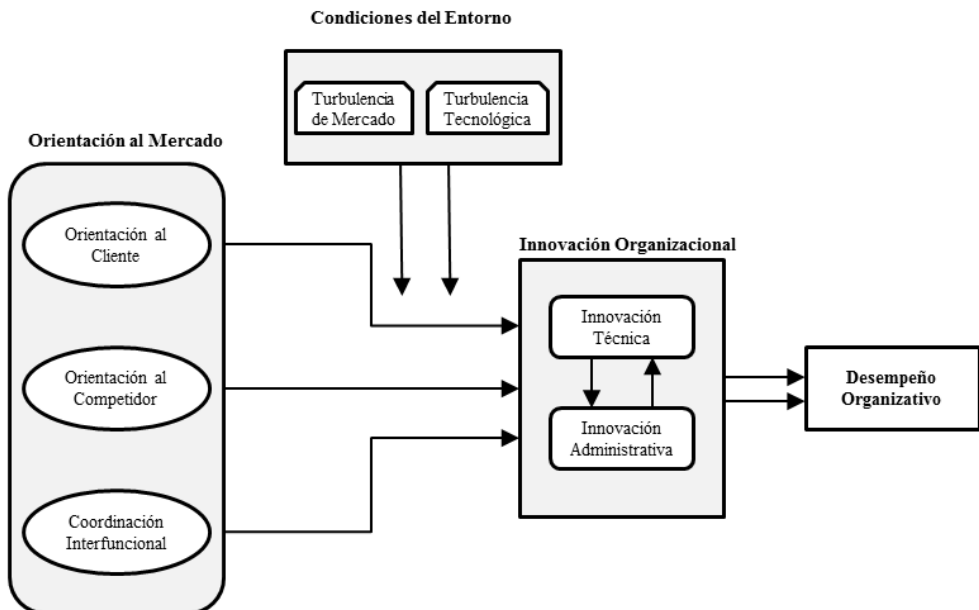 Condiciones del Entorno
Turbulencia
de Mercado
Turbulencia
Tecnológica
Orientación al Mercado
Orientación al
Cliente
Orientación al
Competidor
Coordinación
Interfuncional
Innovación Organizacional
Innovación
Técnica
Innovación
Administrativa
Desempeño
Organizativo